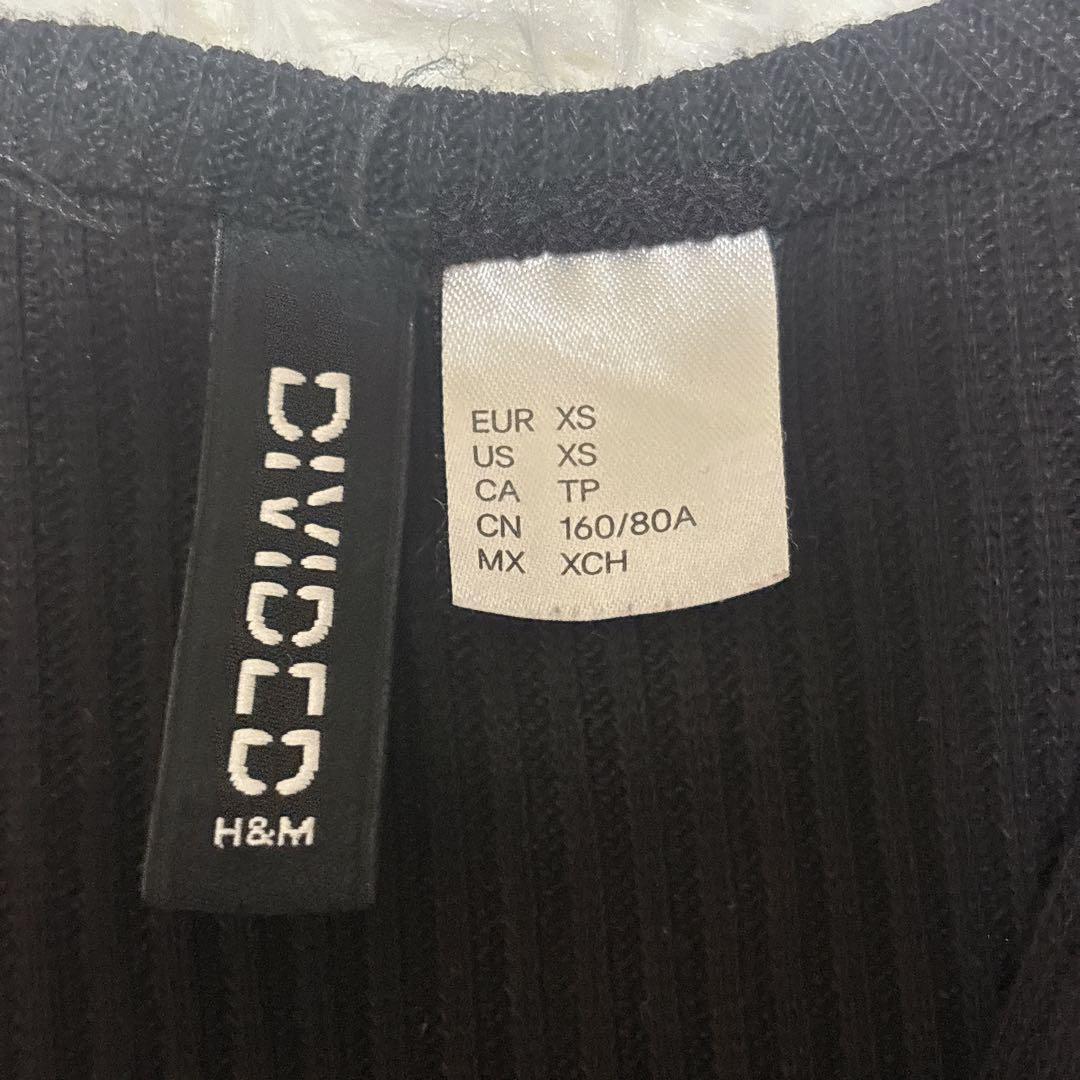 DIVIDED
H&M
EUR XS
US XS
CA TP
CN 160/80A
MX XCH